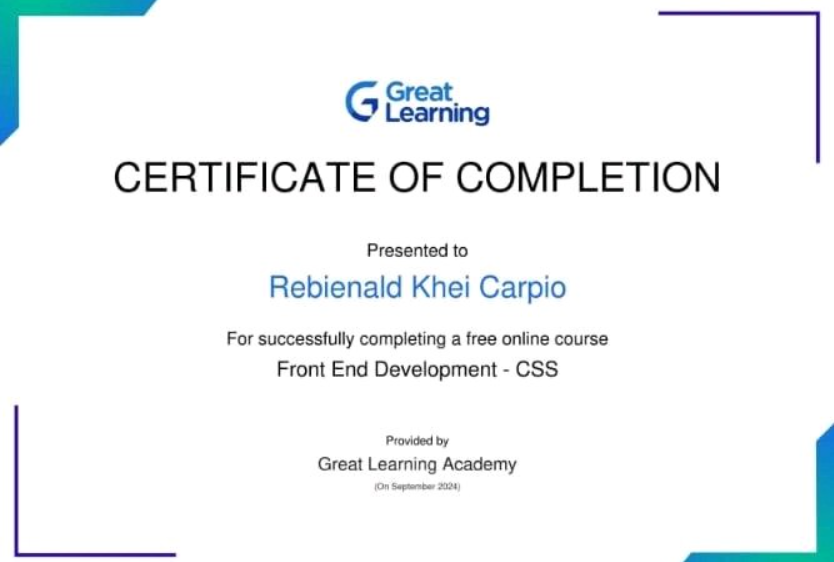 Great
Learning
CERTIFICATE OF COMPLETION
Presented to
Rebienald Khei Carpio
For successfully completing a free online course
Front End Development - CSS
Provided by
Great Learning Academy
(On September 2024)